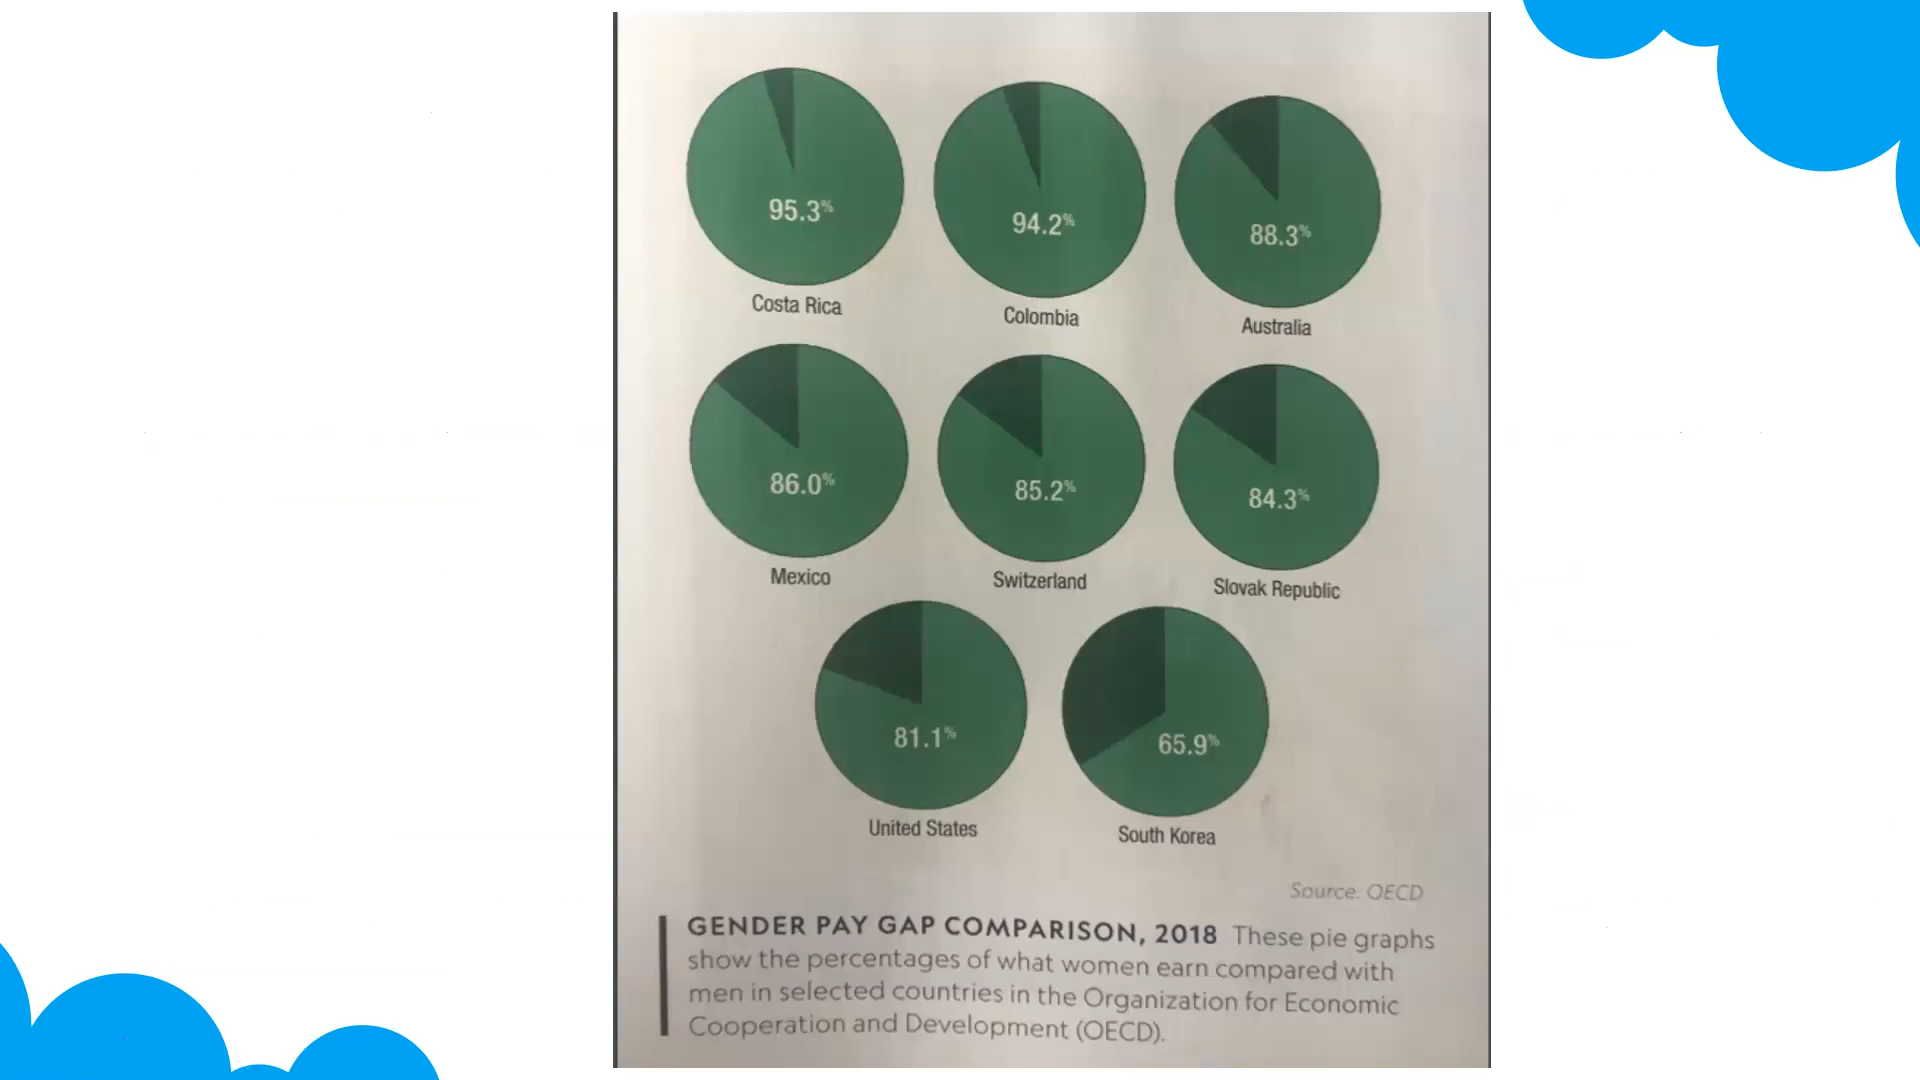 95.3%
94.2%
88.3%
Costa Rica
Colombia
Australia
86.0%
85.2%
84.3%
Mexico
Switzerland
Slovak Republic
81.1%
65.9%
United States
South Korea
Source: OECD
GENDER PAY GAP COMPARISON, 2018 These pie graphs
show the percentages of what women earn compared with
men in selected countries in the Organization for Economic
Cooperation and Development (OECD).